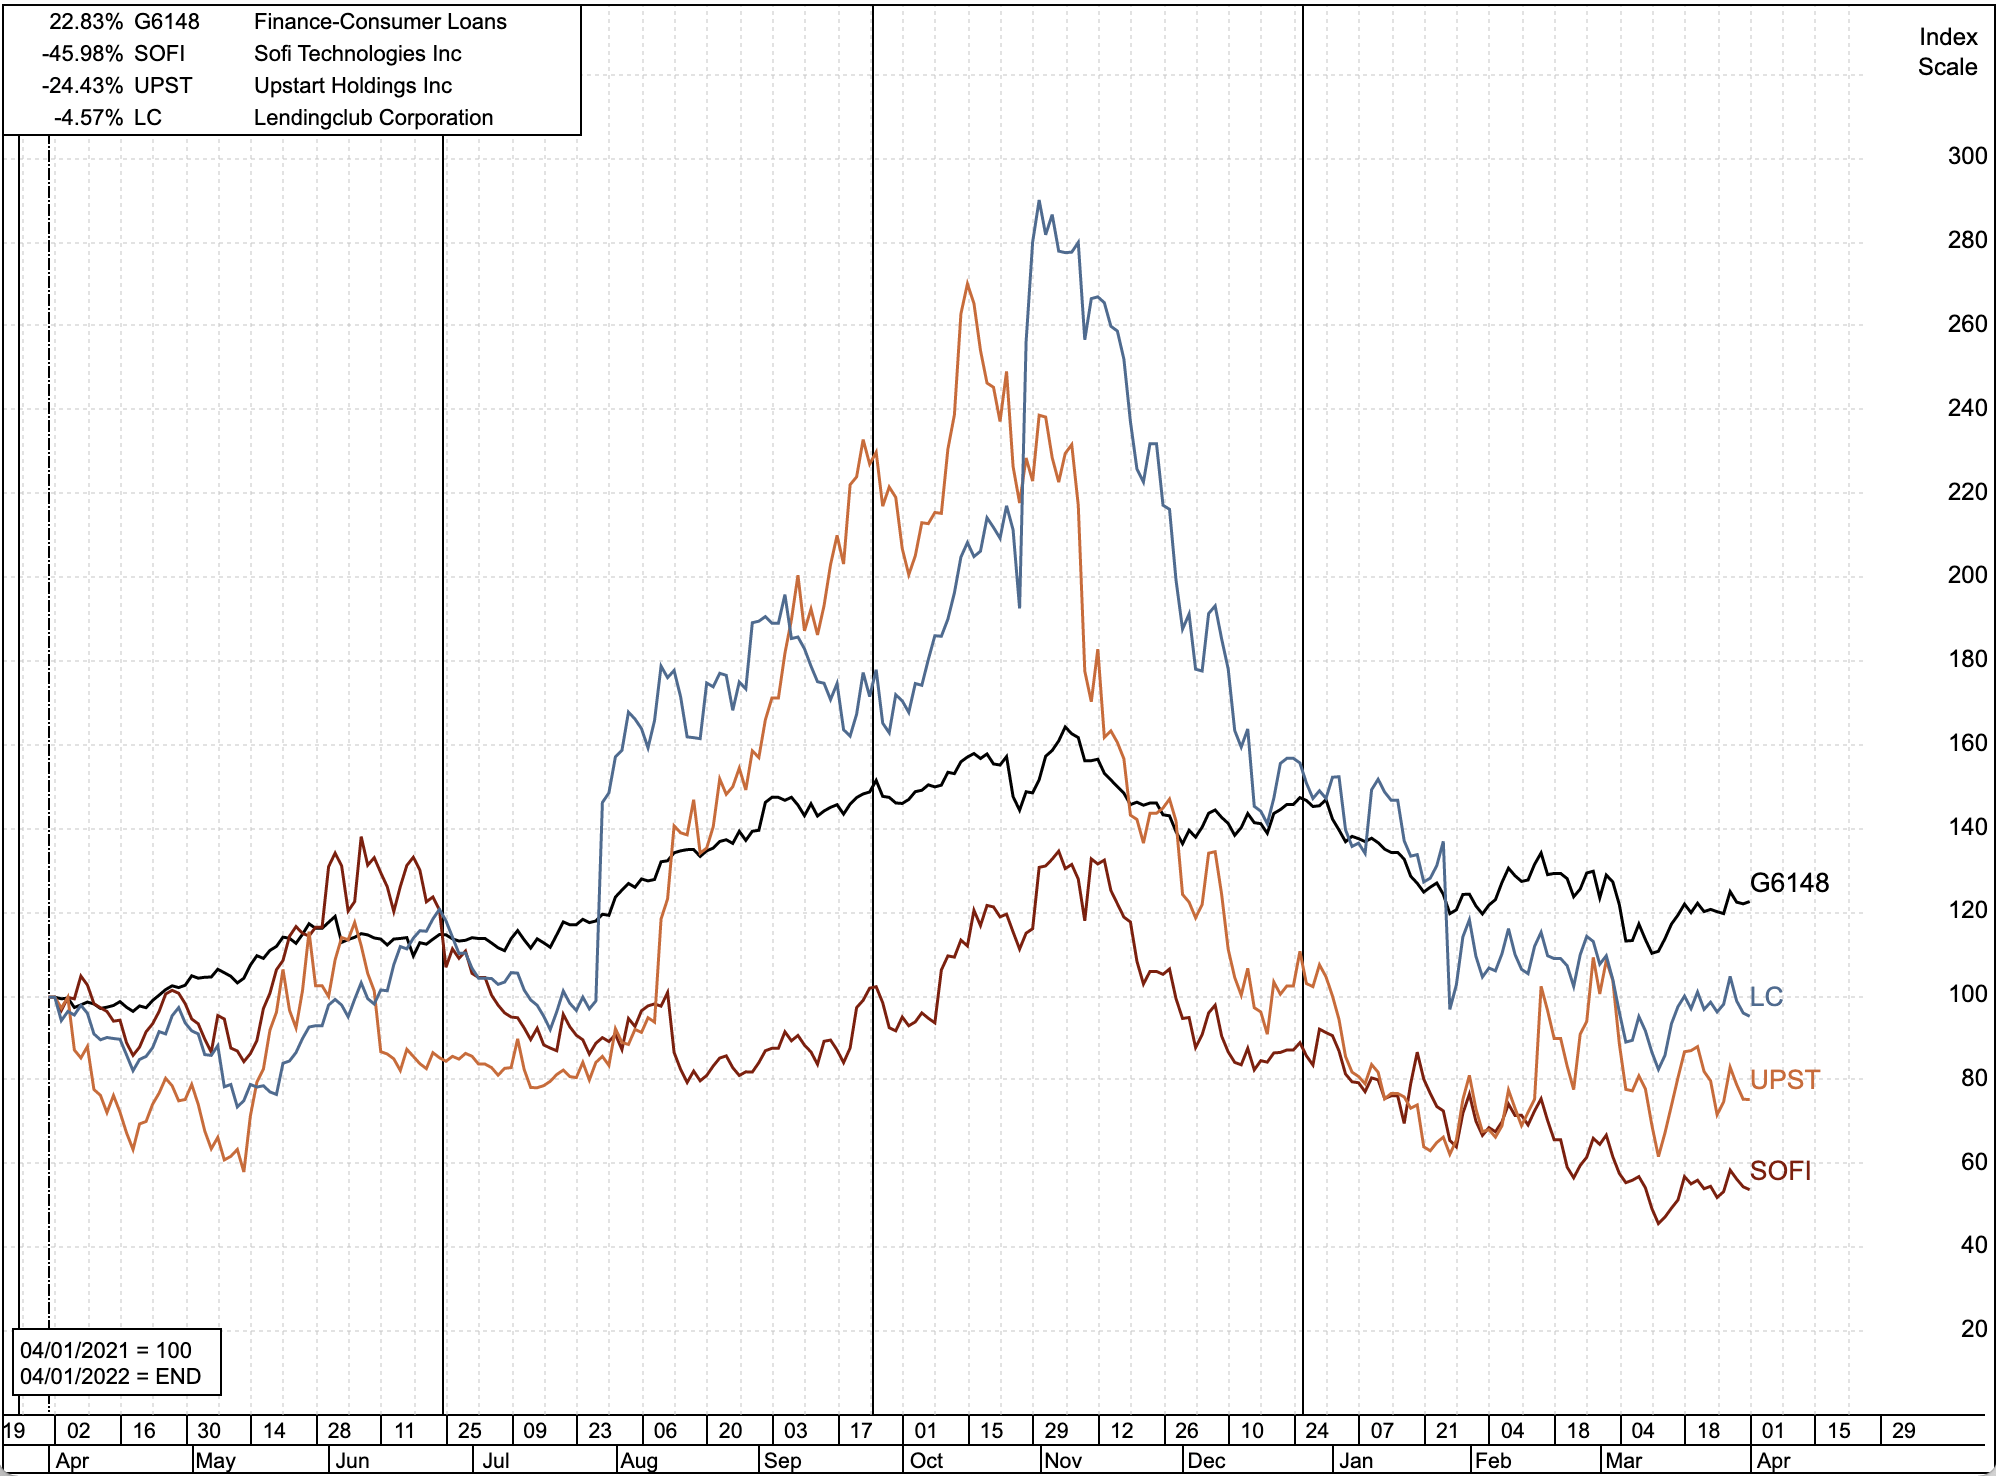 22.83% G6148 Finance-Consumer Loans
-45.98% SOFI Sofi Technologies Inc
-24.43% UPST Upstart Holdings Inc
-4.57% LC Lendingclub Corporation
Index
Scale
300
280
260
240
220
200
180
160
140
120
100
80
60
40
20
G6148
LC
UPST
SOFI
04/01/2021 = 100
04/01/2022 = END
19 02 16 30 14 28 11 25 09 23 06 20 03 17 01 15 29 12 26 10 24 07 21 04 18 04 18 01 15 29
Apr May Jun Jul Aug Sep Oct Nov Dec Jan Feb Mar Apr